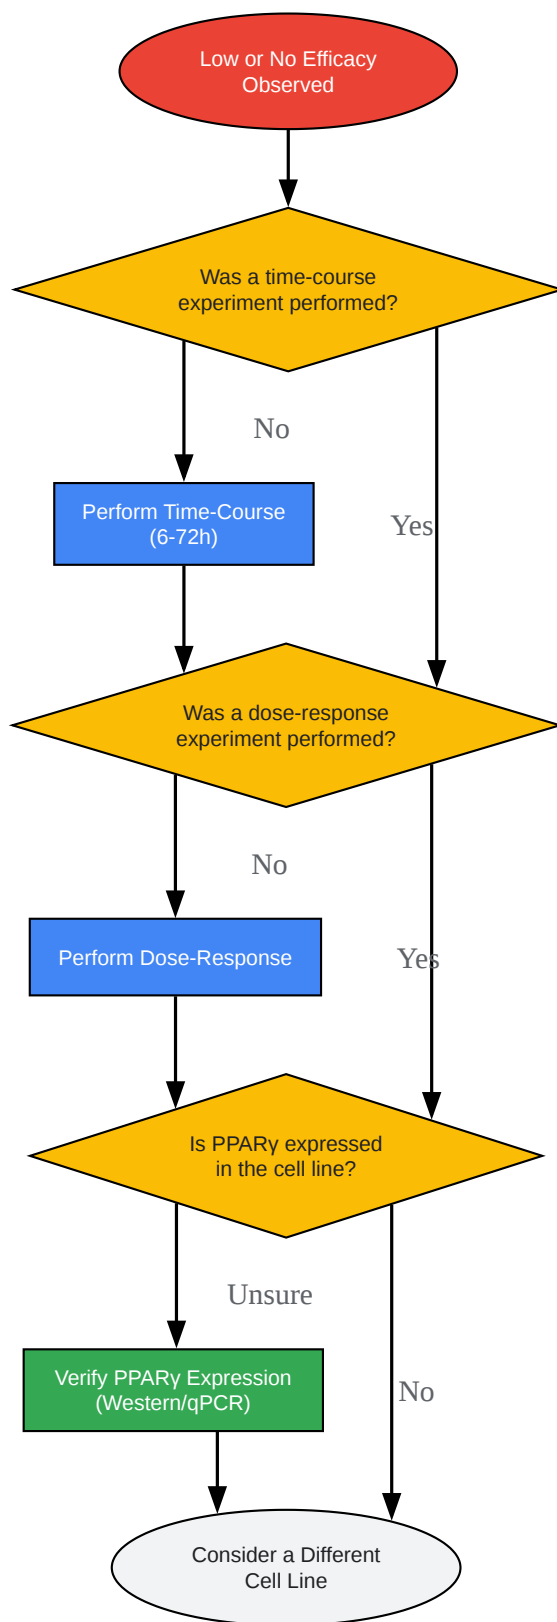 Low or No Efficacy
Observed
Was a time-course
experiment performed?
No
Perform Time-Course
(6-72h)
Yes
Was a dose-response
experiment performed?
No
Perform Dose-Response
Yes
Is PPARγ expressed
in the cell line?
Unsure
Verify PPARγ Expression
(Western/qPCR)
No
Consider a Different
Cell Line